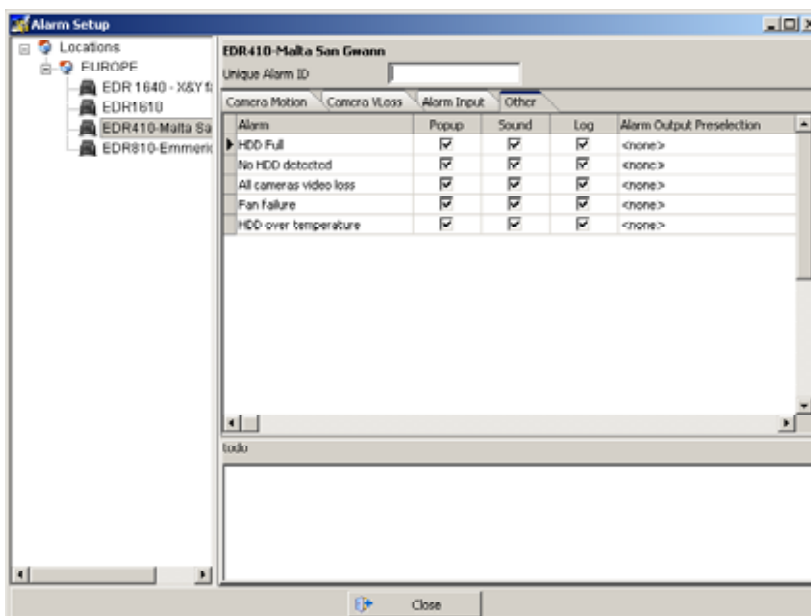 Alarm Setup
Locations
EUROPE
EDR 1640 - X&Y fa
EDR1610
EDR410-Malta Sa
EDR810-Emmeric
EDR410-Malta San Gwann
Unique Alarm ID
Camera Motion Camera VLoss Alarm Input Other
Alarm Popup Sound Log Alarm Output Preselection
HDD Full <none>
No HDD detected <none>
All cameras video loss <none>
Fan failure <none>
HDD over temperature <none>
todo
Close